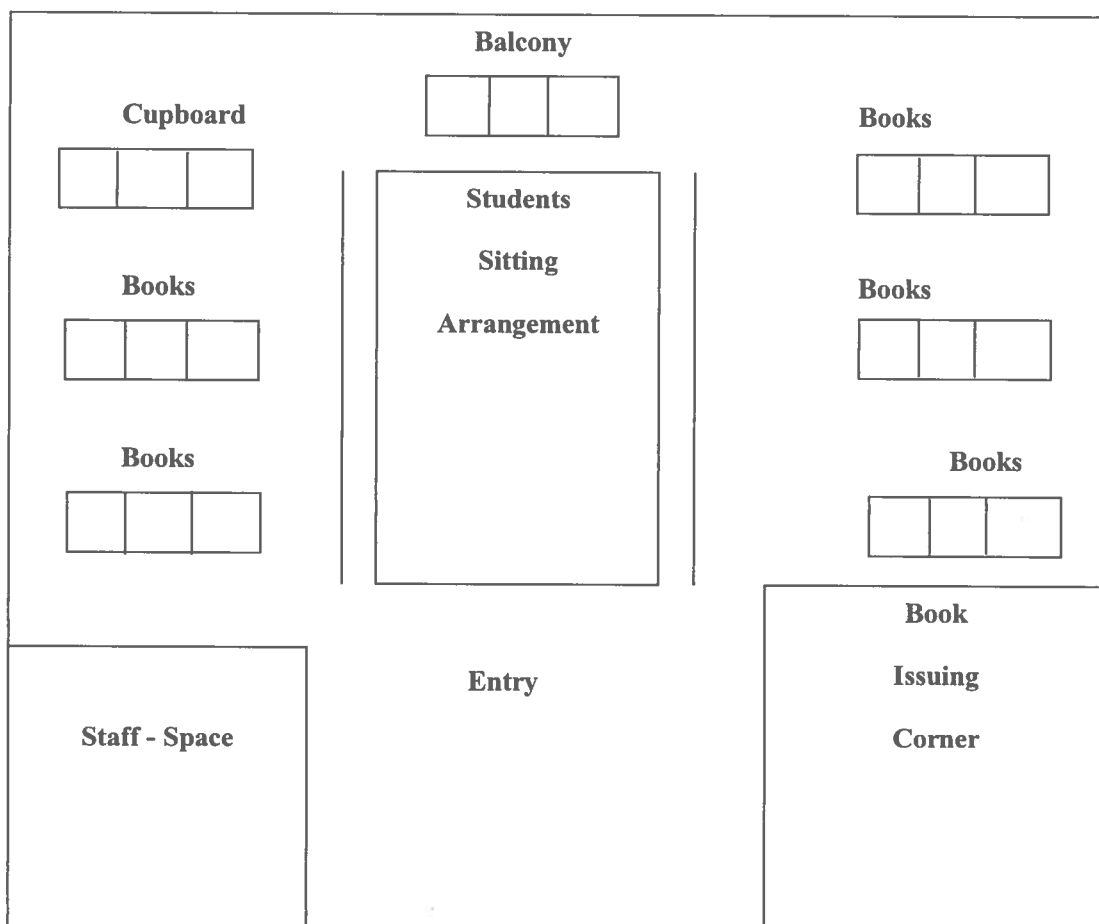 Balcony
Cupboard
Books
Students
Sitting
Arrangement
Books
Books
Books
Books
Book
Issuing
Corner
Entry
Staff - Space